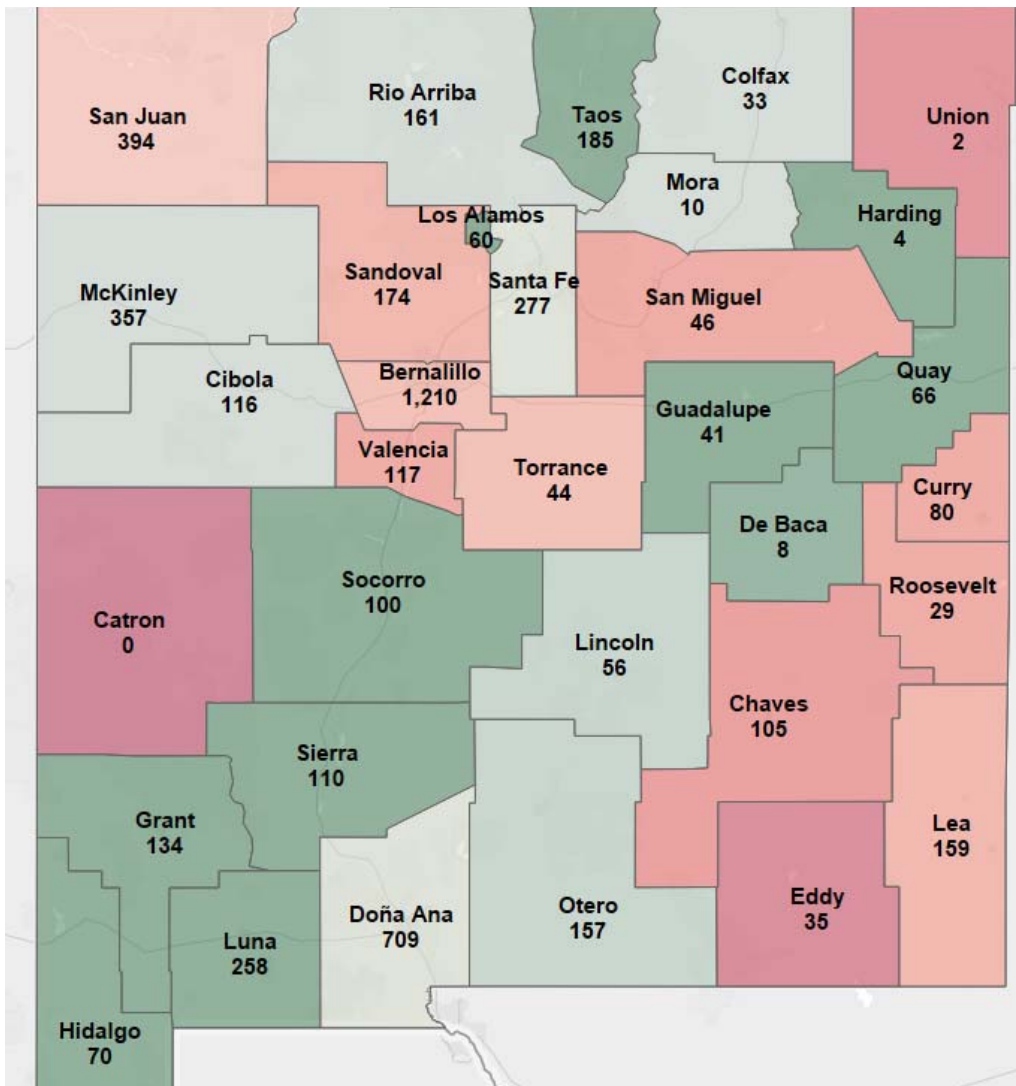 San Juan
394
Rio Arriba
161
Taos
185
Colfax
33
Union
2
Mora
10
Harding
4
Los Alamos
60
McKinley
357
Sandoval
174
Santa Fe
277
San Miguel
46
Cibola
116
Bernalillo
1,210
Quay
66
Guadalupe
41
Valencia
117
Torrance
44
Curry
80
De Baca
8
Socorro
100
Roosevelt
29
Catron
0
Lincoln
56
Chaves
105
Sierra
110
Grant
134
Lea
159
Eddy
35
Otero
157
Doña Ana
709
Luna
258
Hidalgo
70